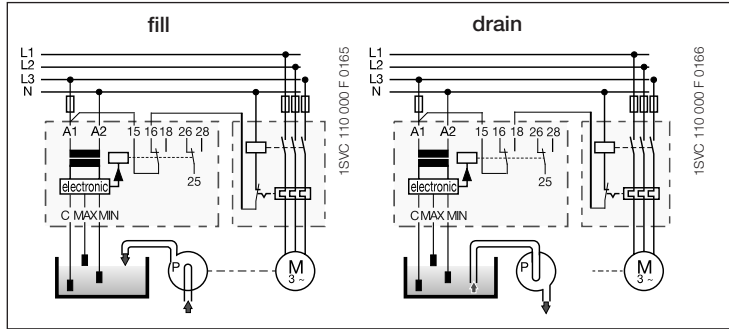 fill
L1
L2
L3
N
A1 A2 15 16 18 26 28
25
electronic
C MAX MIN
P
M
3 ~
1SVC 110 000 F 0165
drain
L1
L2
L3
N
A1 A2 15 16 18 26 28
25
electronic
C MAX MIN
P
M
3 ~
1SVC 110 000 F 0166